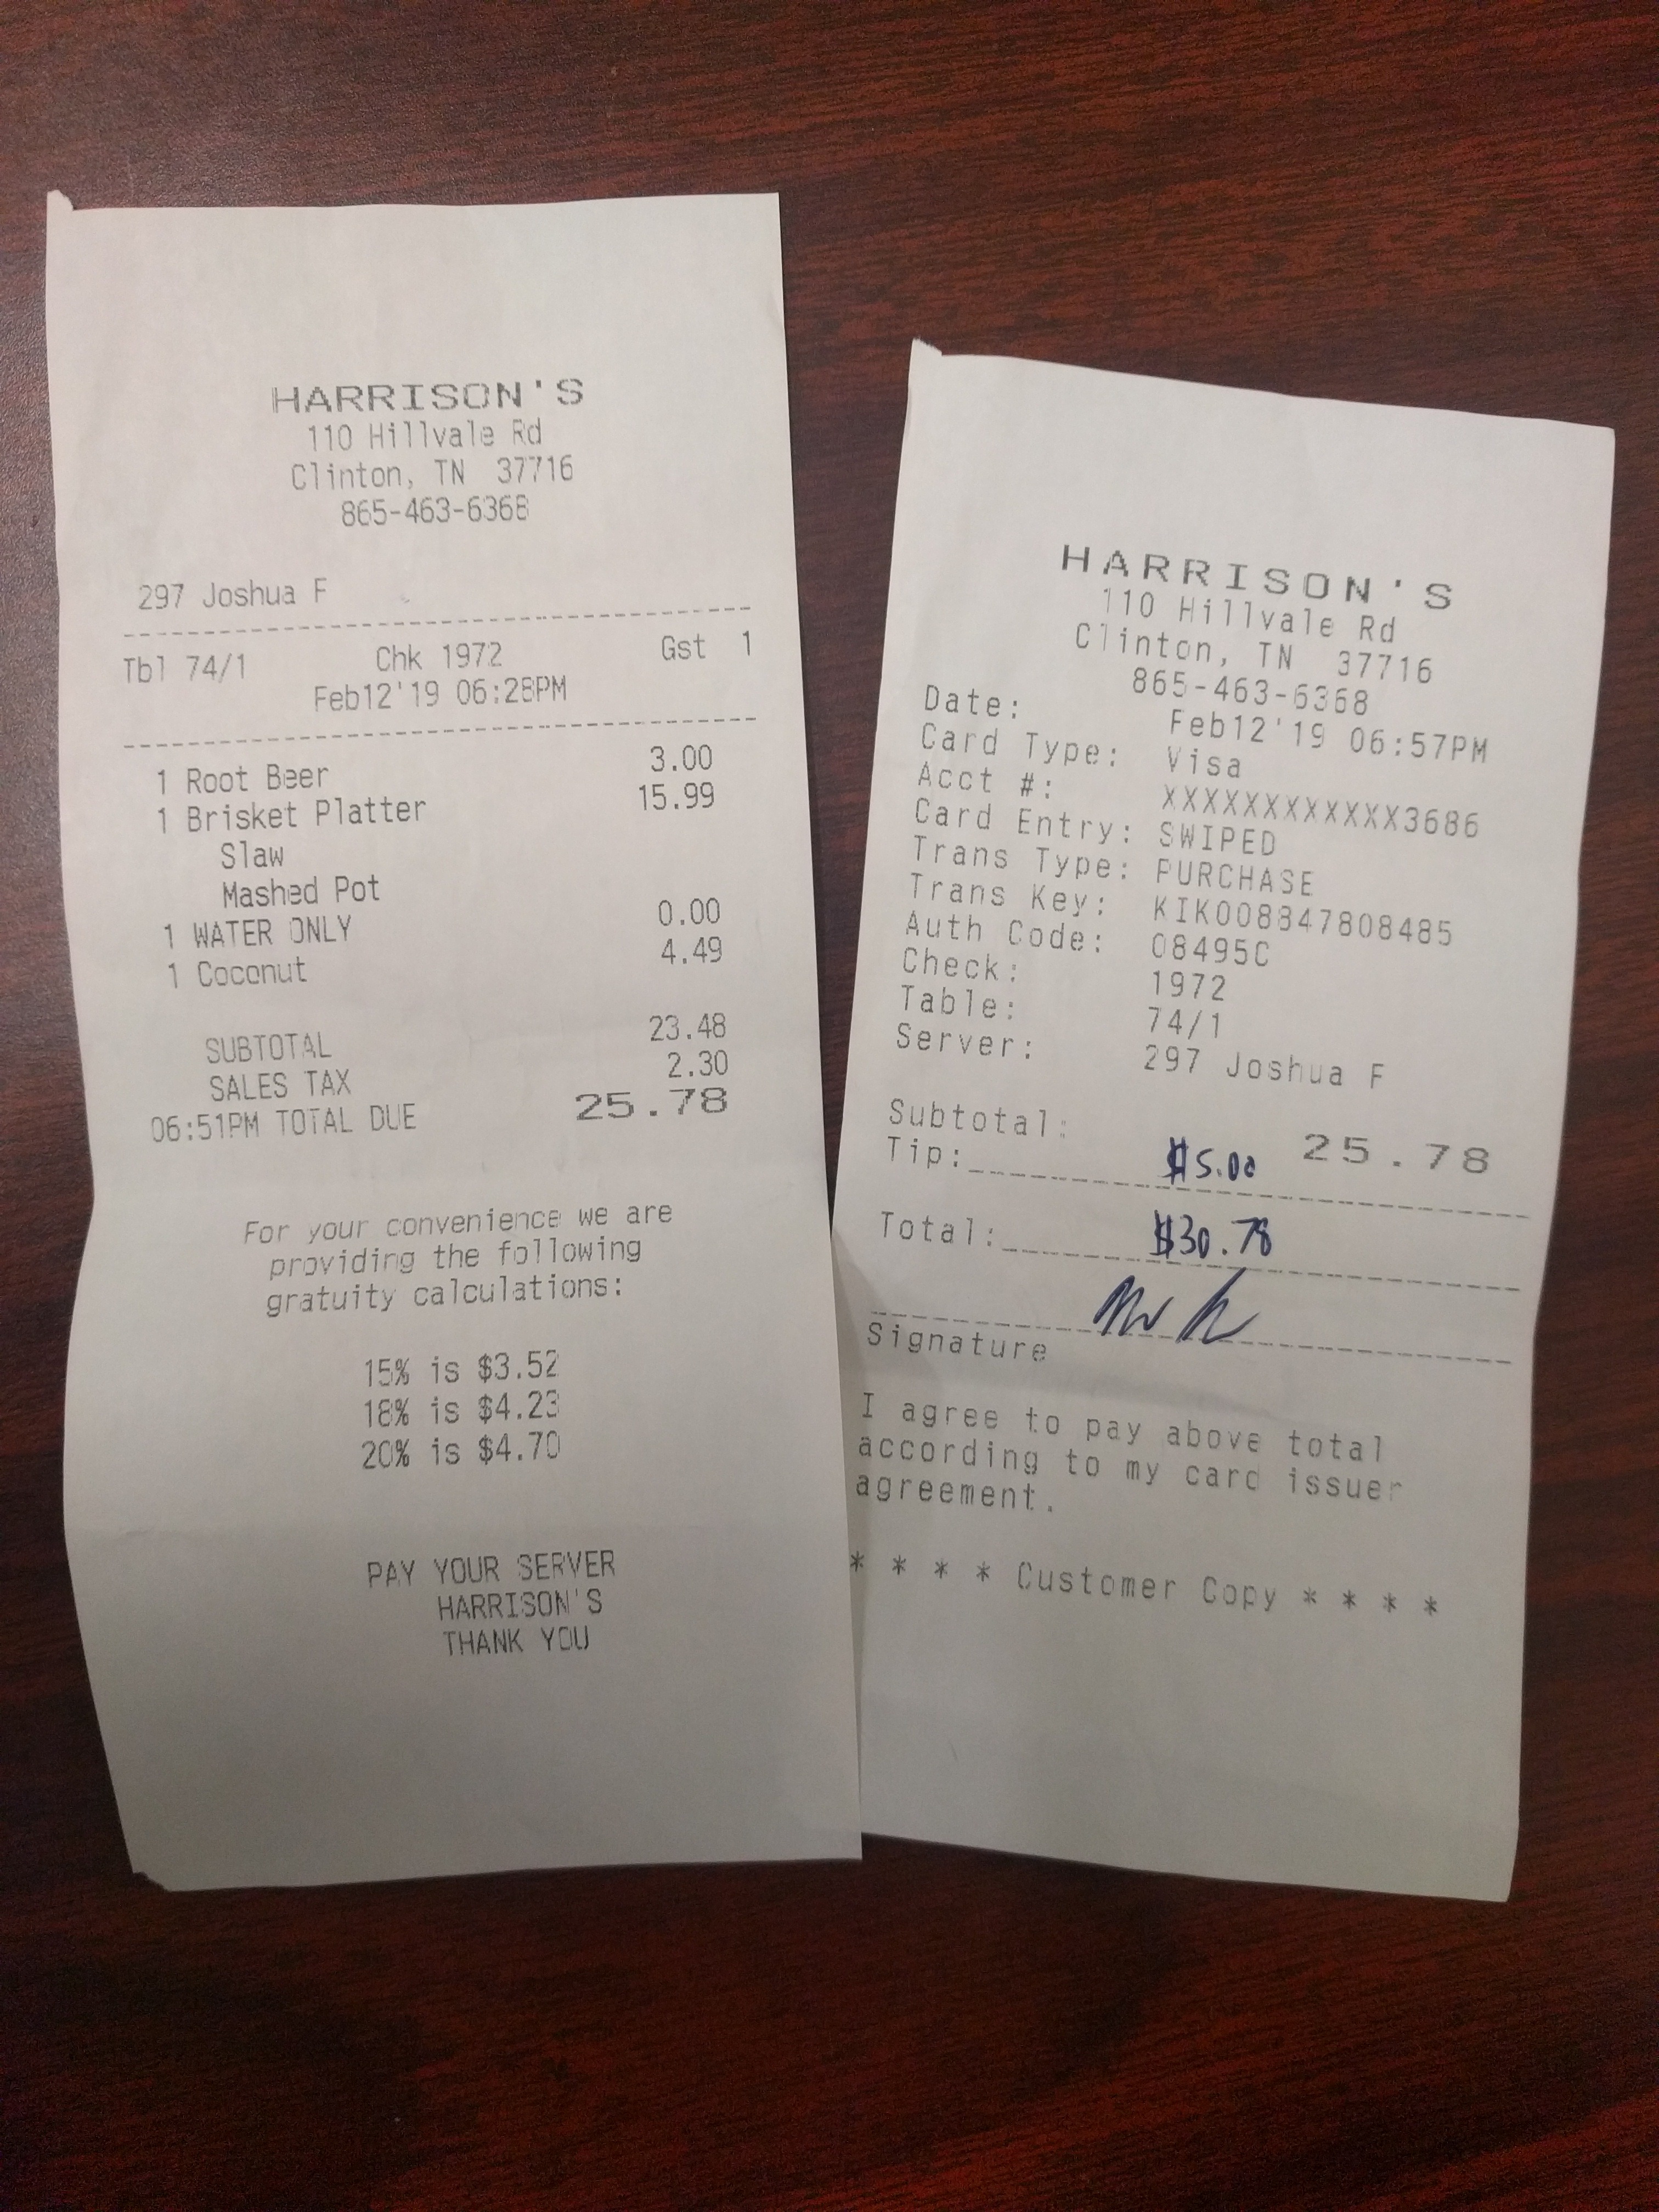 HARRISON'S
110 Hillvale Rd
Clinton, TN 37716
865-463-6368
297 Joshua F
Tbl 74/1 Chk 1972 Gst 1
Feb12'19 06:28PM
1 Root Beer 3.00
1 Brisket Platter 15.99
Slaw
Mashed Pot
1 WATER ONLY 0.00
1 Coconut 4.49
SUBTOTAL 23.48
SALES TAX 2.30
06:51PM TOTAL DUE 25.78
For your convenience we are
providing the following
gratuity calculations:
15% is $3.52
18% is $4.23
20% is $4.70
PAY YOUR SERVER
HARRISON'S
THANK YOU
HARRISON'S
110 Hillvale Rd
Clinton, TN 37716
865-463-6368
Date: Feb12'19 06:57PM
Card Type: Visa
Acct #: XXXXXXXXXXXX3686
Card Entry: SWIPED
Trans Type: PURCHASE
Trans Key: KIK008847808485
Auth Code: 08495C
Check: 1972
Table: 74/1
Server: 297 Joshua F
Subtotal: 25.78
Tip: $5.00
Total: $30.78
Signature
I agree to pay above total
according to my card issuer
agreement.
* * * * Customer Copy * * * *